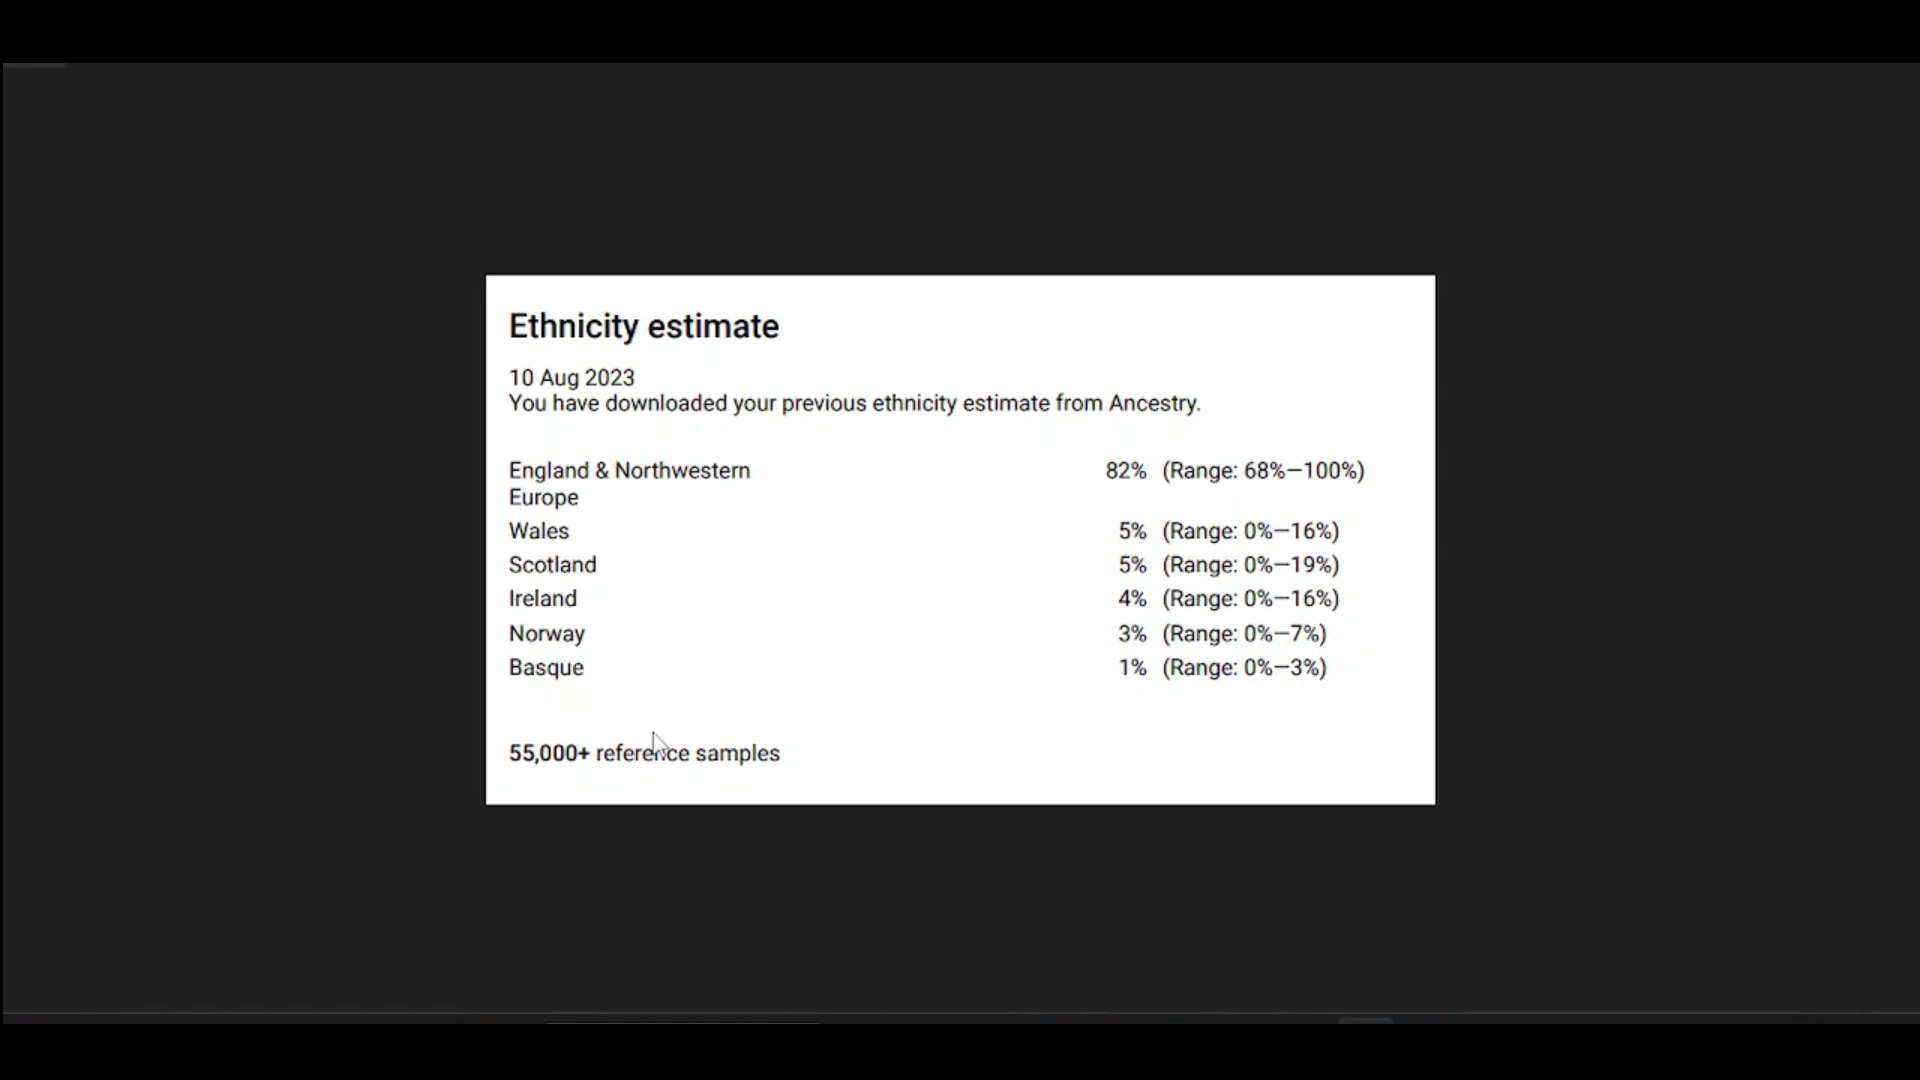 Ethnicity estimate
10 Aug 2023
You have downloaded your previous ethnicity estimate from Ancestry.
England & Northwestern 82% (Range: 68%—100%)
Europe
Wales 5% (Range: 0%—16%)
Scotland 5% (Range: 0%—19%)
Ireland 4% (Range: 0%—16%)
Norway 3% (Range: 0%—7%)
Basque 1% (Range: 0%—3%)
55,000+ reference samples